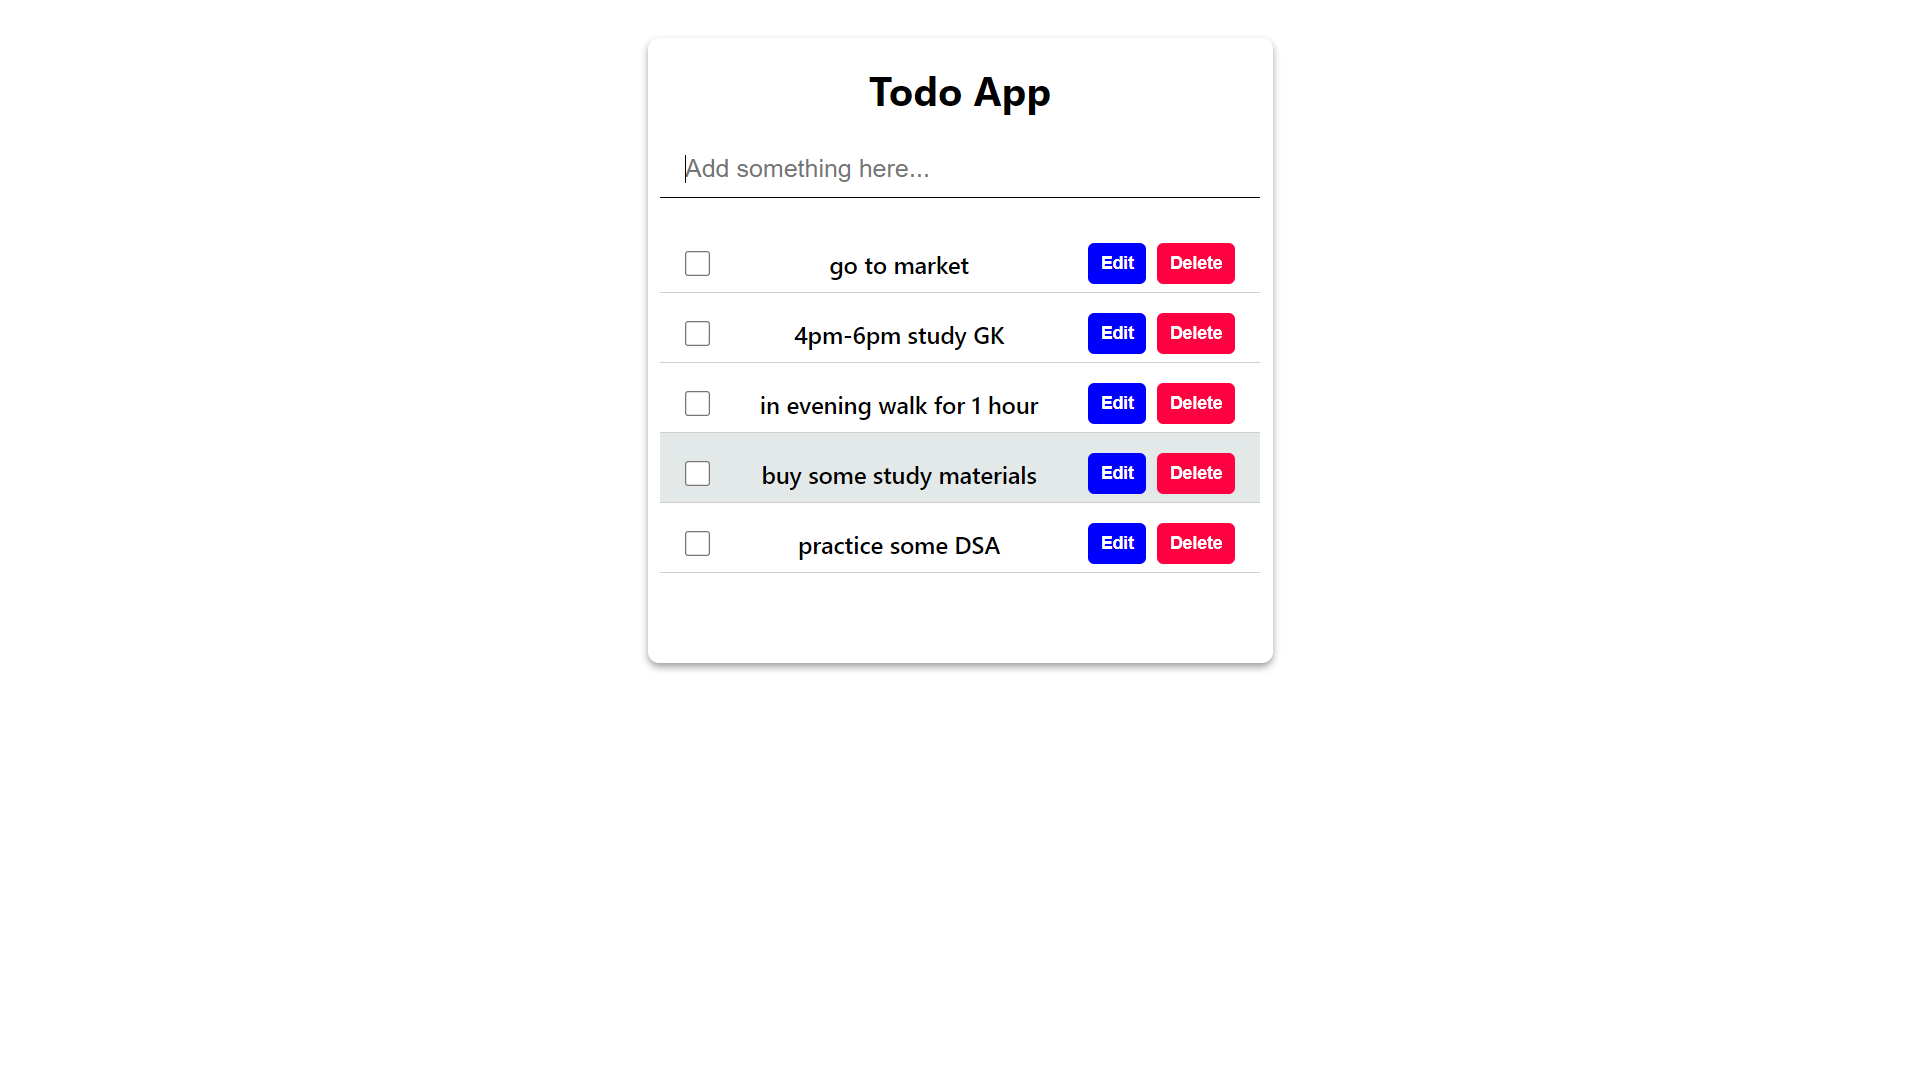 Todo App
Add something here...
go to market Edit Delete
4pm-6pm study GK Edit Delete
in evening walk for 1 hour Edit Delete
buy some study materials Edit Delete
practice some DSA Edit Delete